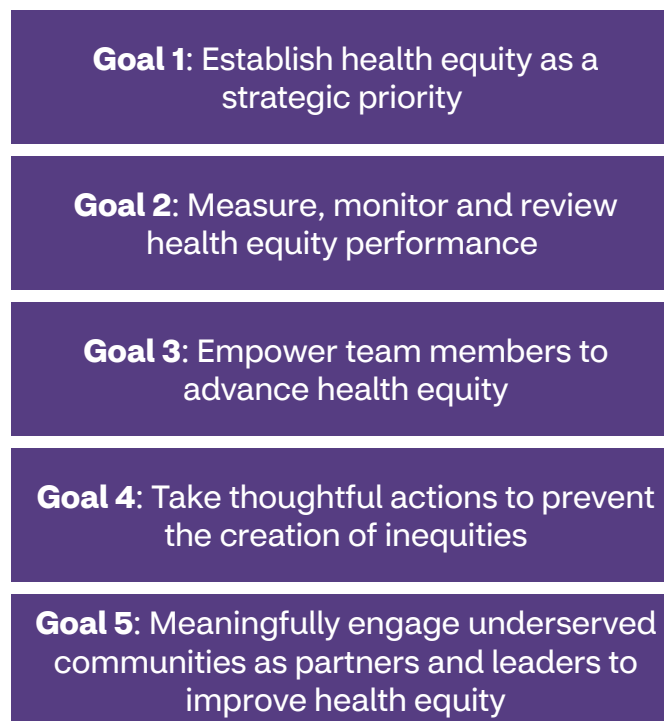 Goal 1: Establish health equity as a
strategic priority
Goal 2: Measure, monitor and review
health equity performance
Goal 3: Empower team members to
advance health equity
Goal 4: Take thoughtful actions to prevent
the creation of inequities
Goal 5: Meaningfully engage underserved
communities as partners and leaders to
improve health equity